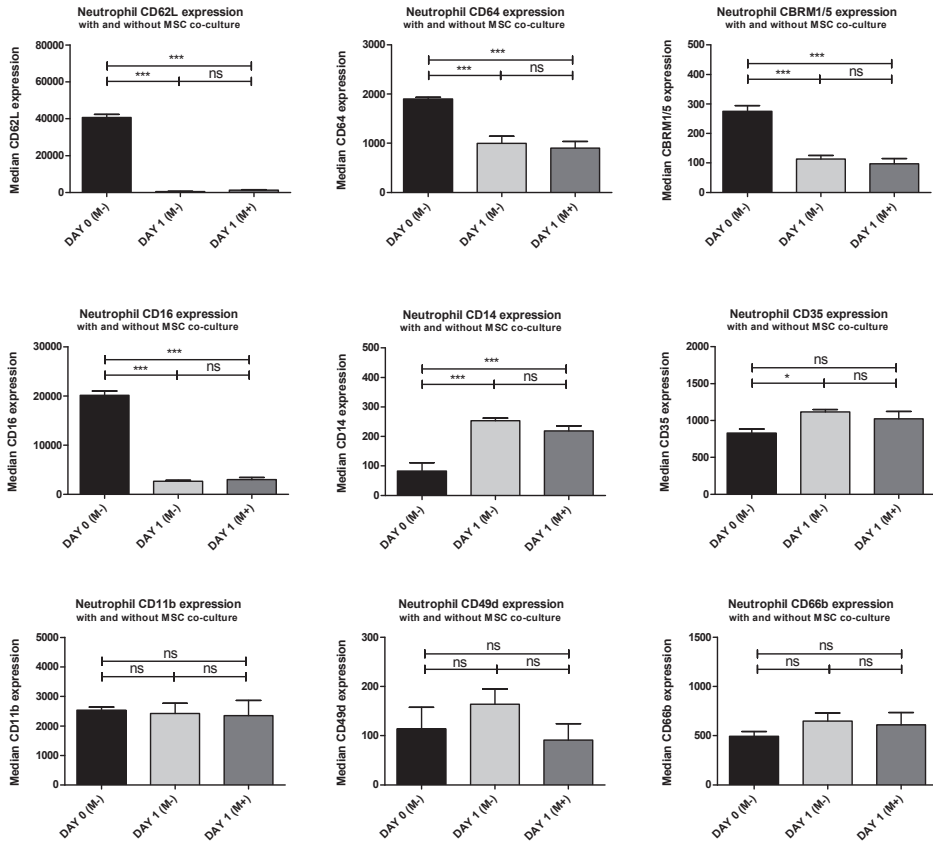 Neutrophil CD62L expression
with and without MSC co-culture
Median CD62L expression
80000
60000
40000
20000
0
***
***
ns
DAY 0 (M-)
DAY 1 (M-)
DAY 1 (M+)
Neutrophil CD64 expression
with and without MSC co-culture
Median CD64 expression
3000
2000
1000
0
***
***
ns
DAY 0 (M-)
DAY 1 (M-)
DAY 1 (M+)
Neutrophil CBRM1/5 expression
with and without MSC co-culture
Median CBRM1/5 expression
500
400
300
200
100
0
***
***
ns
DAY 0 (M-)
DAY 1 (M-)
DAY 1 (M+)
Neutrophil CD16 expression
with and without MSC co-culture
Median CD16 expression
30000
20000
10000
0
***
***
ns
DAY 0 (M-)
DAY 1 (M-)
DAY 1 (M+)
Neutrophil CD14 expression
with and without MSC co-culture
Median CD14 expression
500
400
300
200
100
0
***
***
ns
DAY 0 (M-)
DAY 1 (M-)
DAY 1 (M+)
Neutrophil CD35 expression
with and without MSC co-culture
Median CD35 expression
2000
1500
1000
500
0
ns
*
ns
DAY 0 (M-)
DAY 1 (M-)
DAY 1 (M+)
Neutrophil CD11b expression
with and without MSC co-culture
Median CD11b expression
5000
4000
3000
2000
1000
0
ns
ns
ns
DAY 0 (M-)
DAY 1 (M-)
DAY 1 (M+)
Neutrophil CD49d expression
with and without MSC co-culture
Median CD49d expression
300
200
100
0
ns
ns
ns
DAY 0 (M-)
DAY 1 (M-)
DAY 1 (M+)
Neutrophil CD66b expression
with and without MSC co-culture
Median CD66b expression
1500
1000
500
0
ns
ns
ns
DAY 0 (M-)
DAY 1 (M-)
DAY 1 (M+)